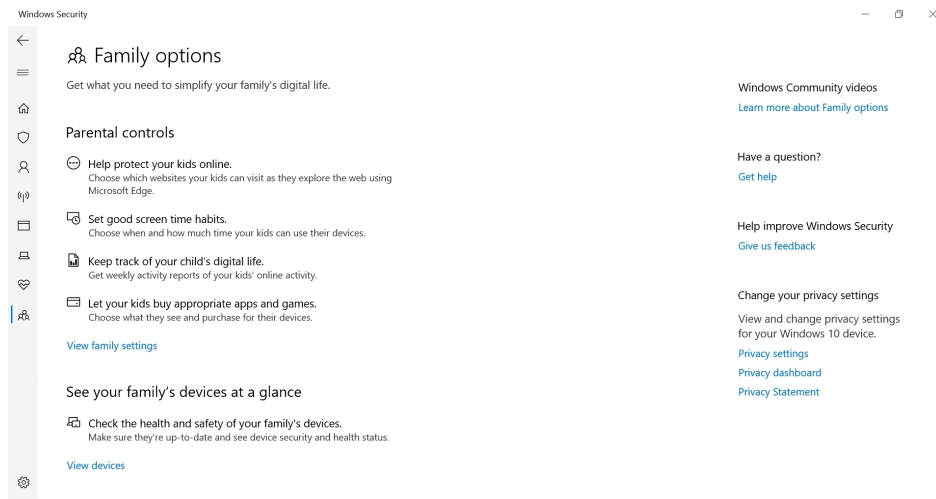 Windows Security
Family options
Get what you need to simplify your family's digital life.
Parental controls
Help protect your kids online.
Choose which websites your kids can visit as they explore the web using
Microsoft Edge.
Set good screen time habits.
Choose when and how much time your kids can use their devices.
Keep track of your child's digital life.
Get weekly activity reports of your kids' online activity.
Let your kids buy appropriate apps and games.
Choose what they see and purchase for their devices.
View family settings
See your family's devices at a glance
Check the health and safety of your family's devices.
Make sure they're up-to-date and see device security and health status.
View devices
Windows Community videos
Learn more about Family options
Have a question?
Get help
Help improve Windows Security
Give us feedback
Change your privacy settings
View and change privacy settings
for your Windows 10 device.
Privacy settings
Privacy dashboard
Privacy Statement